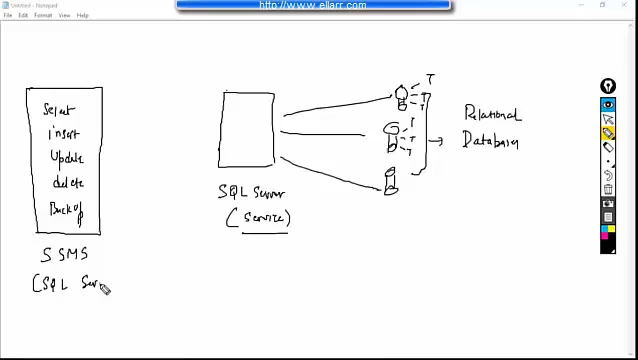 Untitled - Notepad
http://www.ellarr.com
File Edit Format View Help
Select
insert
Update
delete
Backup
SSMS
(SQL Ser
SQL Server
(Service)
T
T
T
T
T
T
Relational
Database